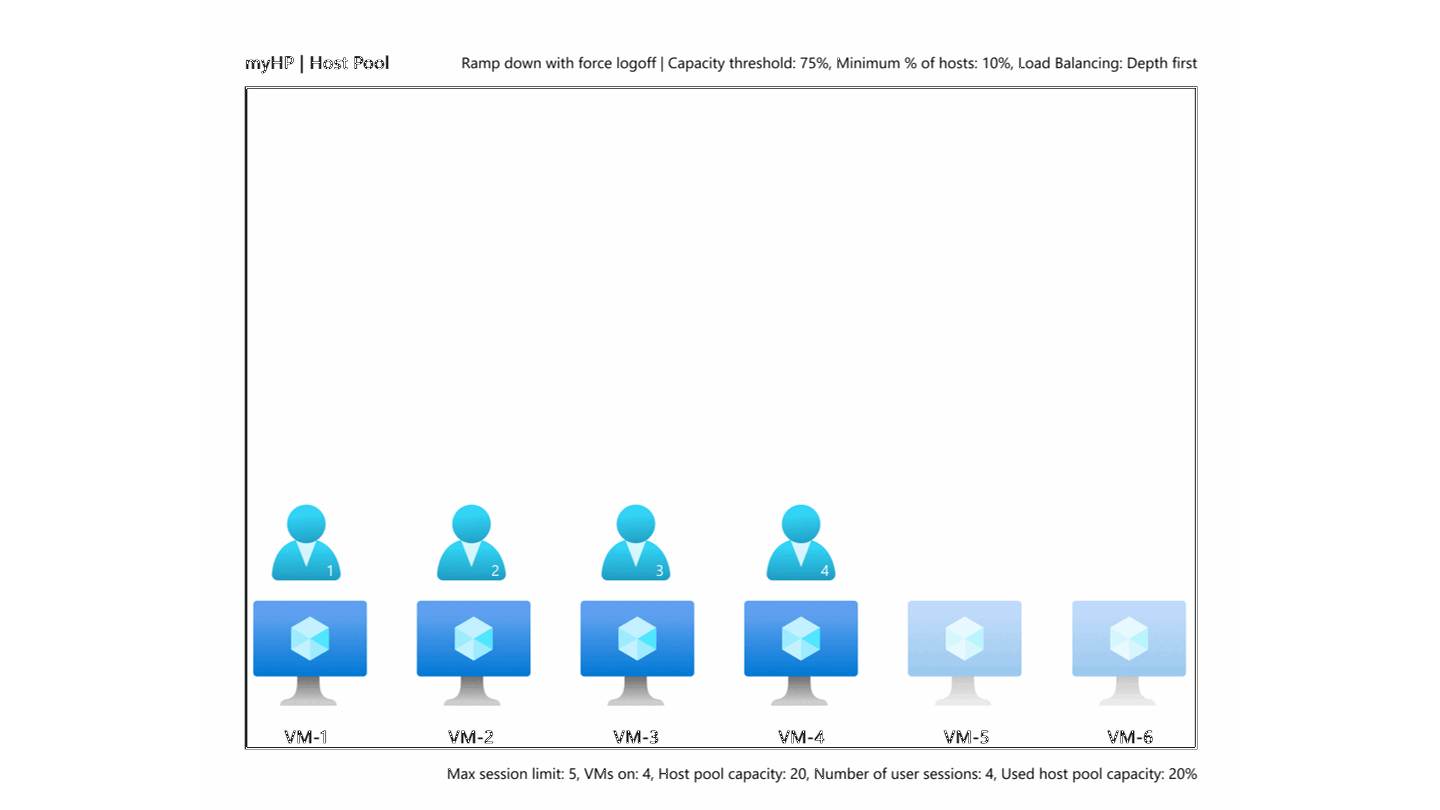 myHP | Host Pool
Ramp down with force logoff | Capacity threshold: 75%, Minimum % of hosts: 10%, Load Balancing: Depth first
1
2
3
4
VM-1
VM-2
VM-3
VM-4
VM-5
VM-6
Max session limit: 5, VMs on: 4, Host pool capacity: 20, Number of user sessions: 4, Used host pool capacity: 20%